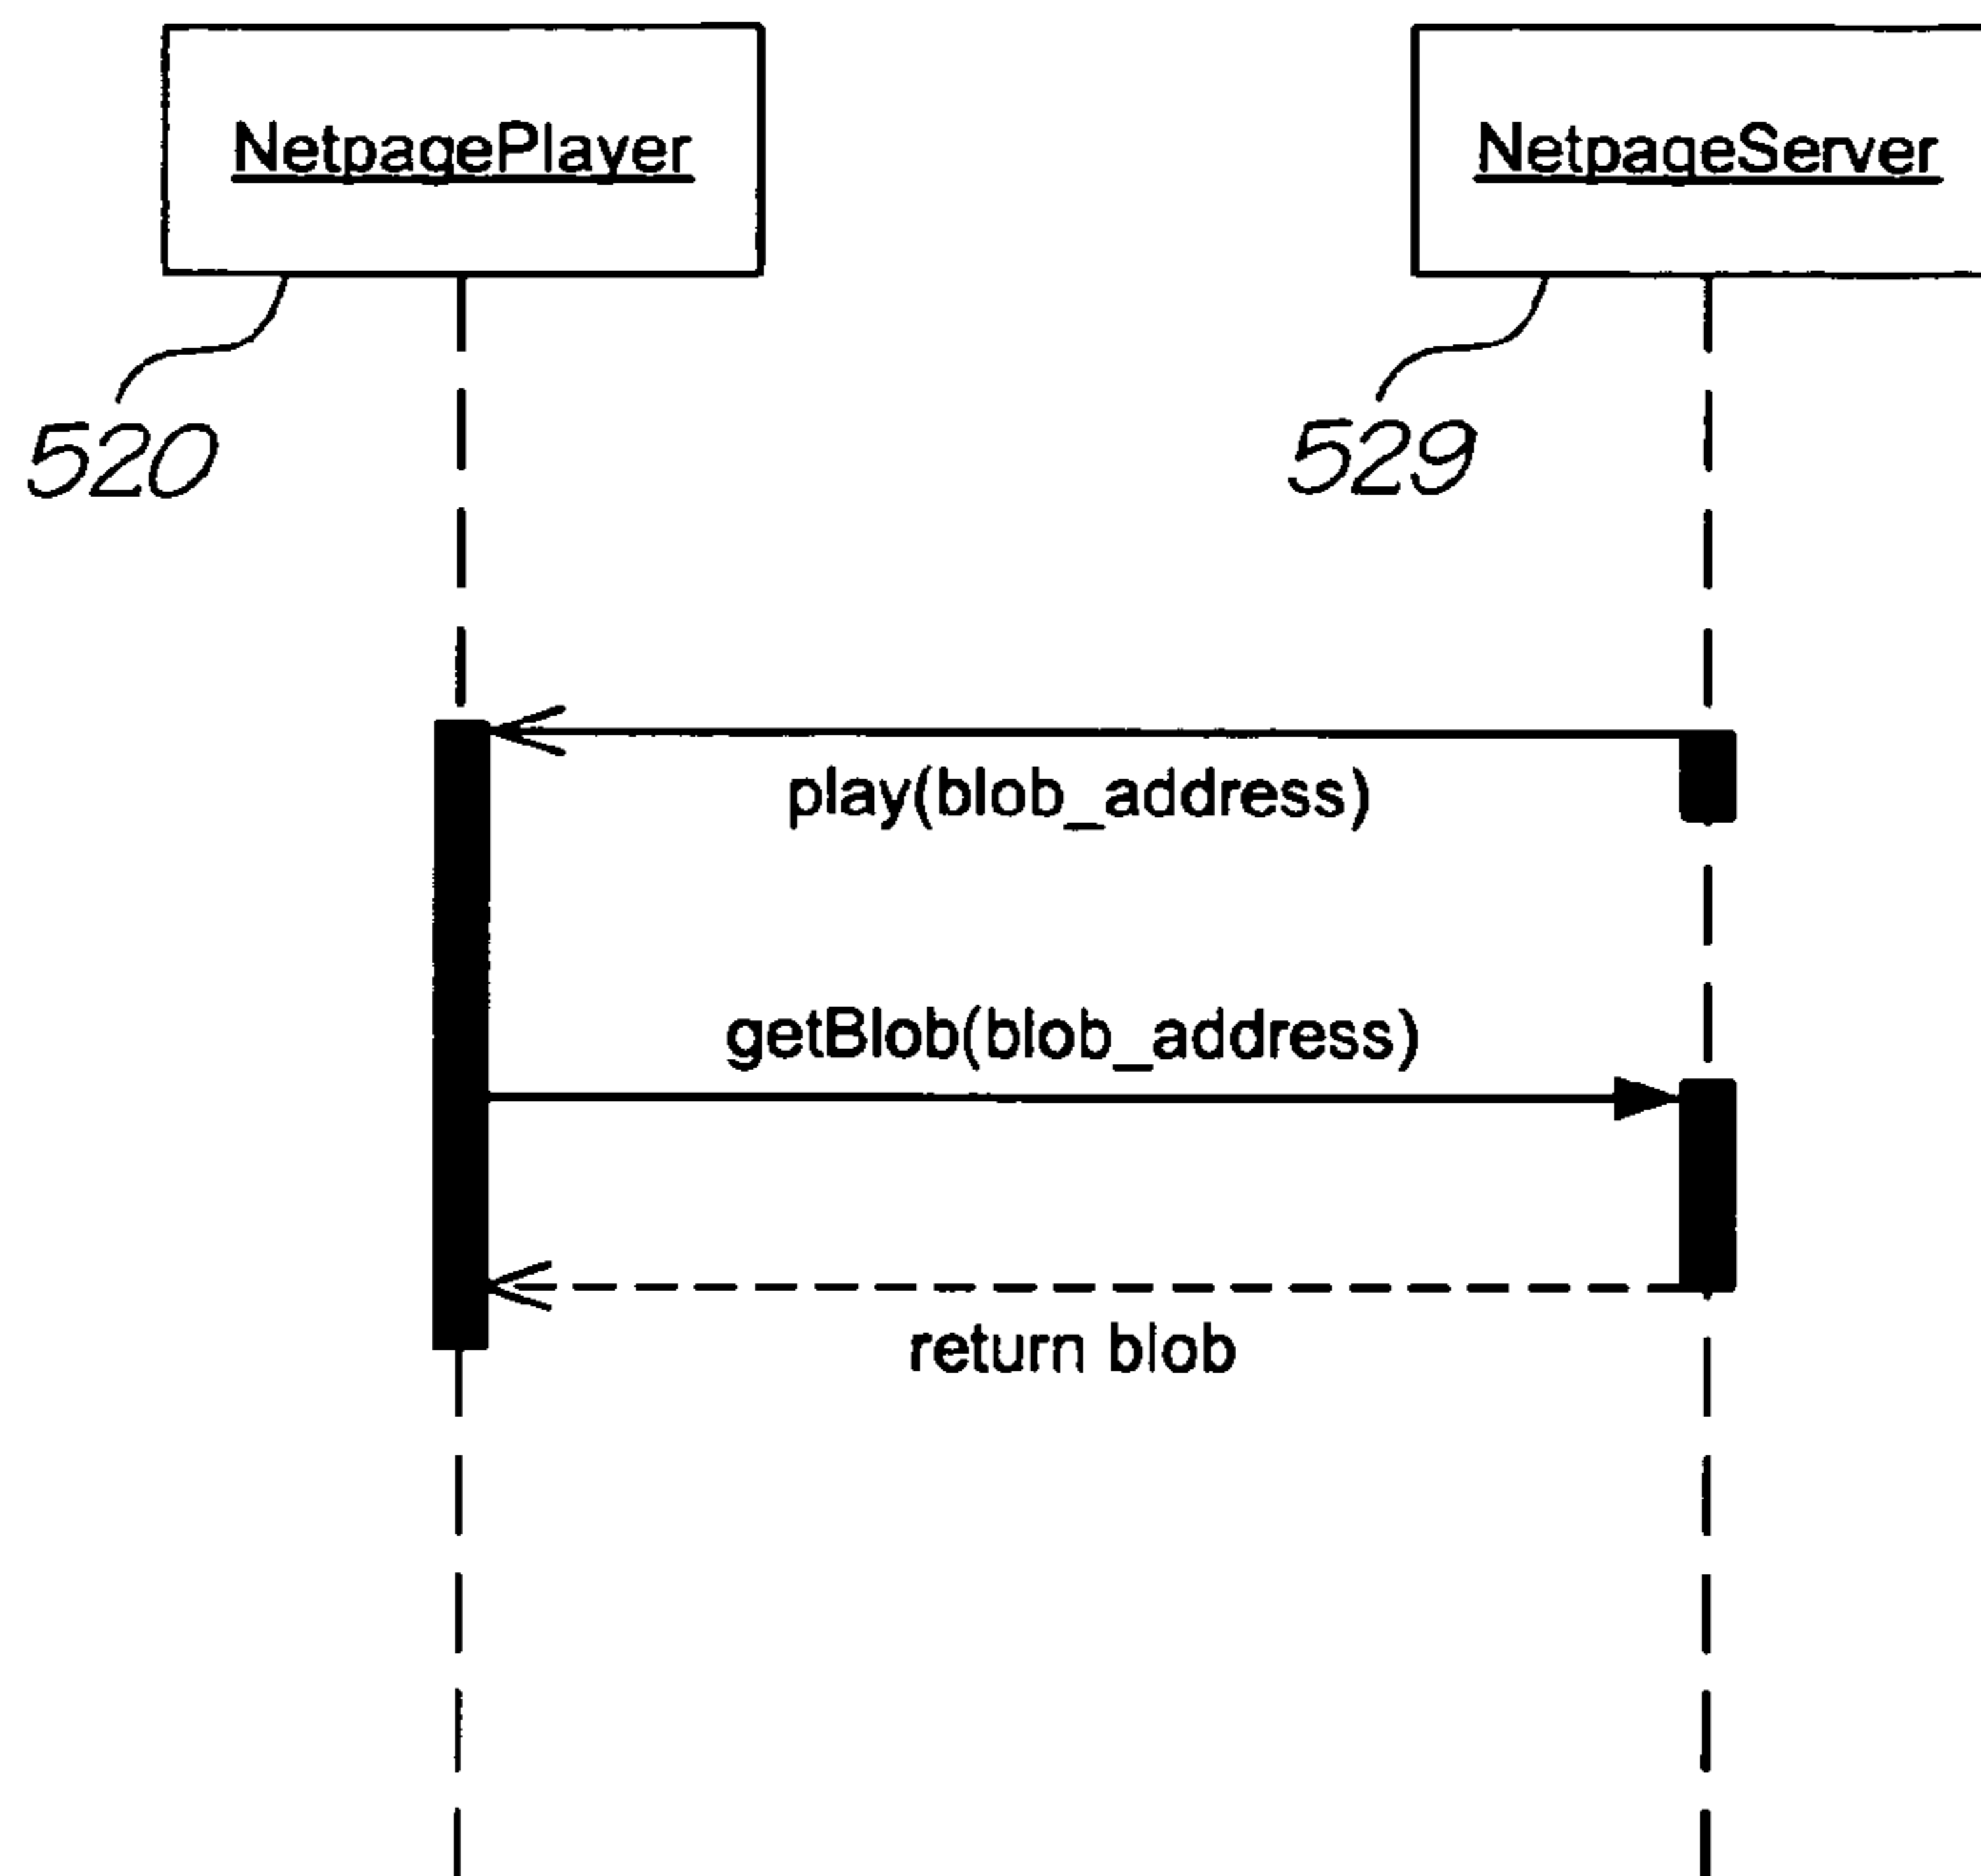 NetpagePlayer
NetpageServer
520
529
play(blob_address)
getBlob(blob_address)
return blob